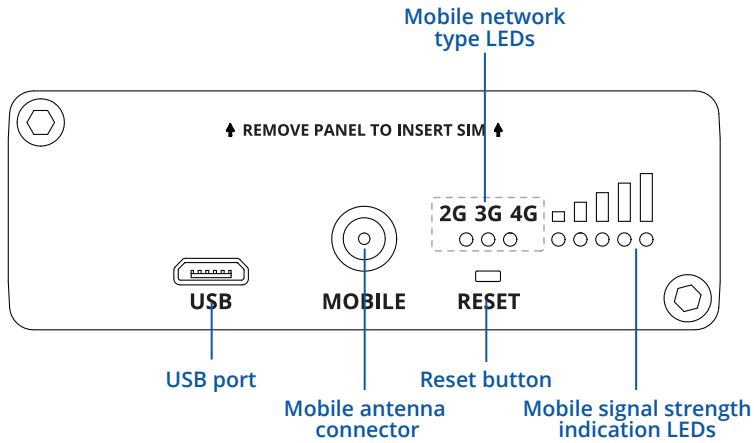 Mobile network
type LEDs
REMOVE PANEL TO INSERT SIM
2G 3G 4G
USB
MOBILE
RESET
USB port
Reset button
Mobile antenna
connector
Mobile signal strength
indication LEDs